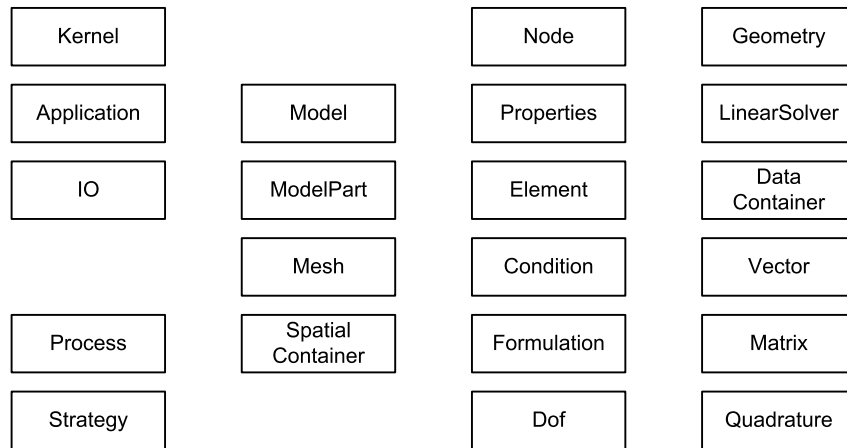 Kernel
Node
Geometry
Application
Model
Properties
LinearSolver
IO
ModelPart
Element
Data
Container
Mesh
Condition
Vector
Process
Spatial
Container
Formulation
Matrix
Strategy
Dof
Quadrature